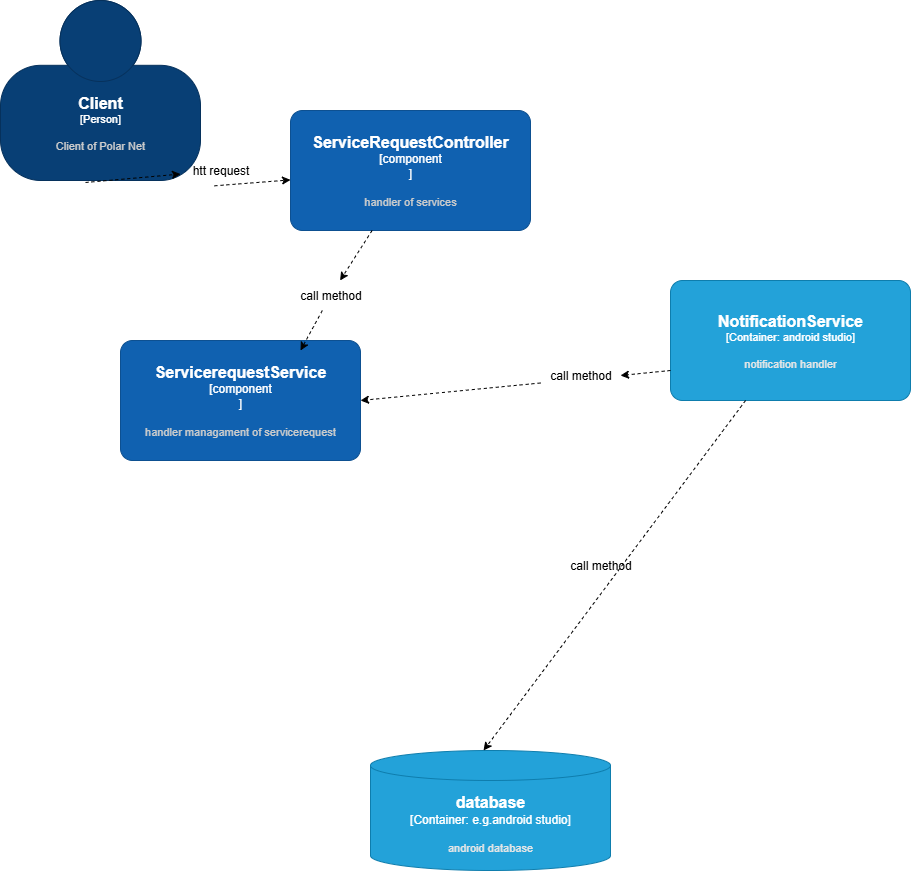 Client
[Person]
Client of Polar Net
htt request
ServiceRequestController
[component
]
handler of services
call method
ServicerequestService
[component
]
handler managament of servicerequest
call method
NotificationService
[Container: android studio]
notification handler
call method
database
[Container: e.g.android studio]
android database